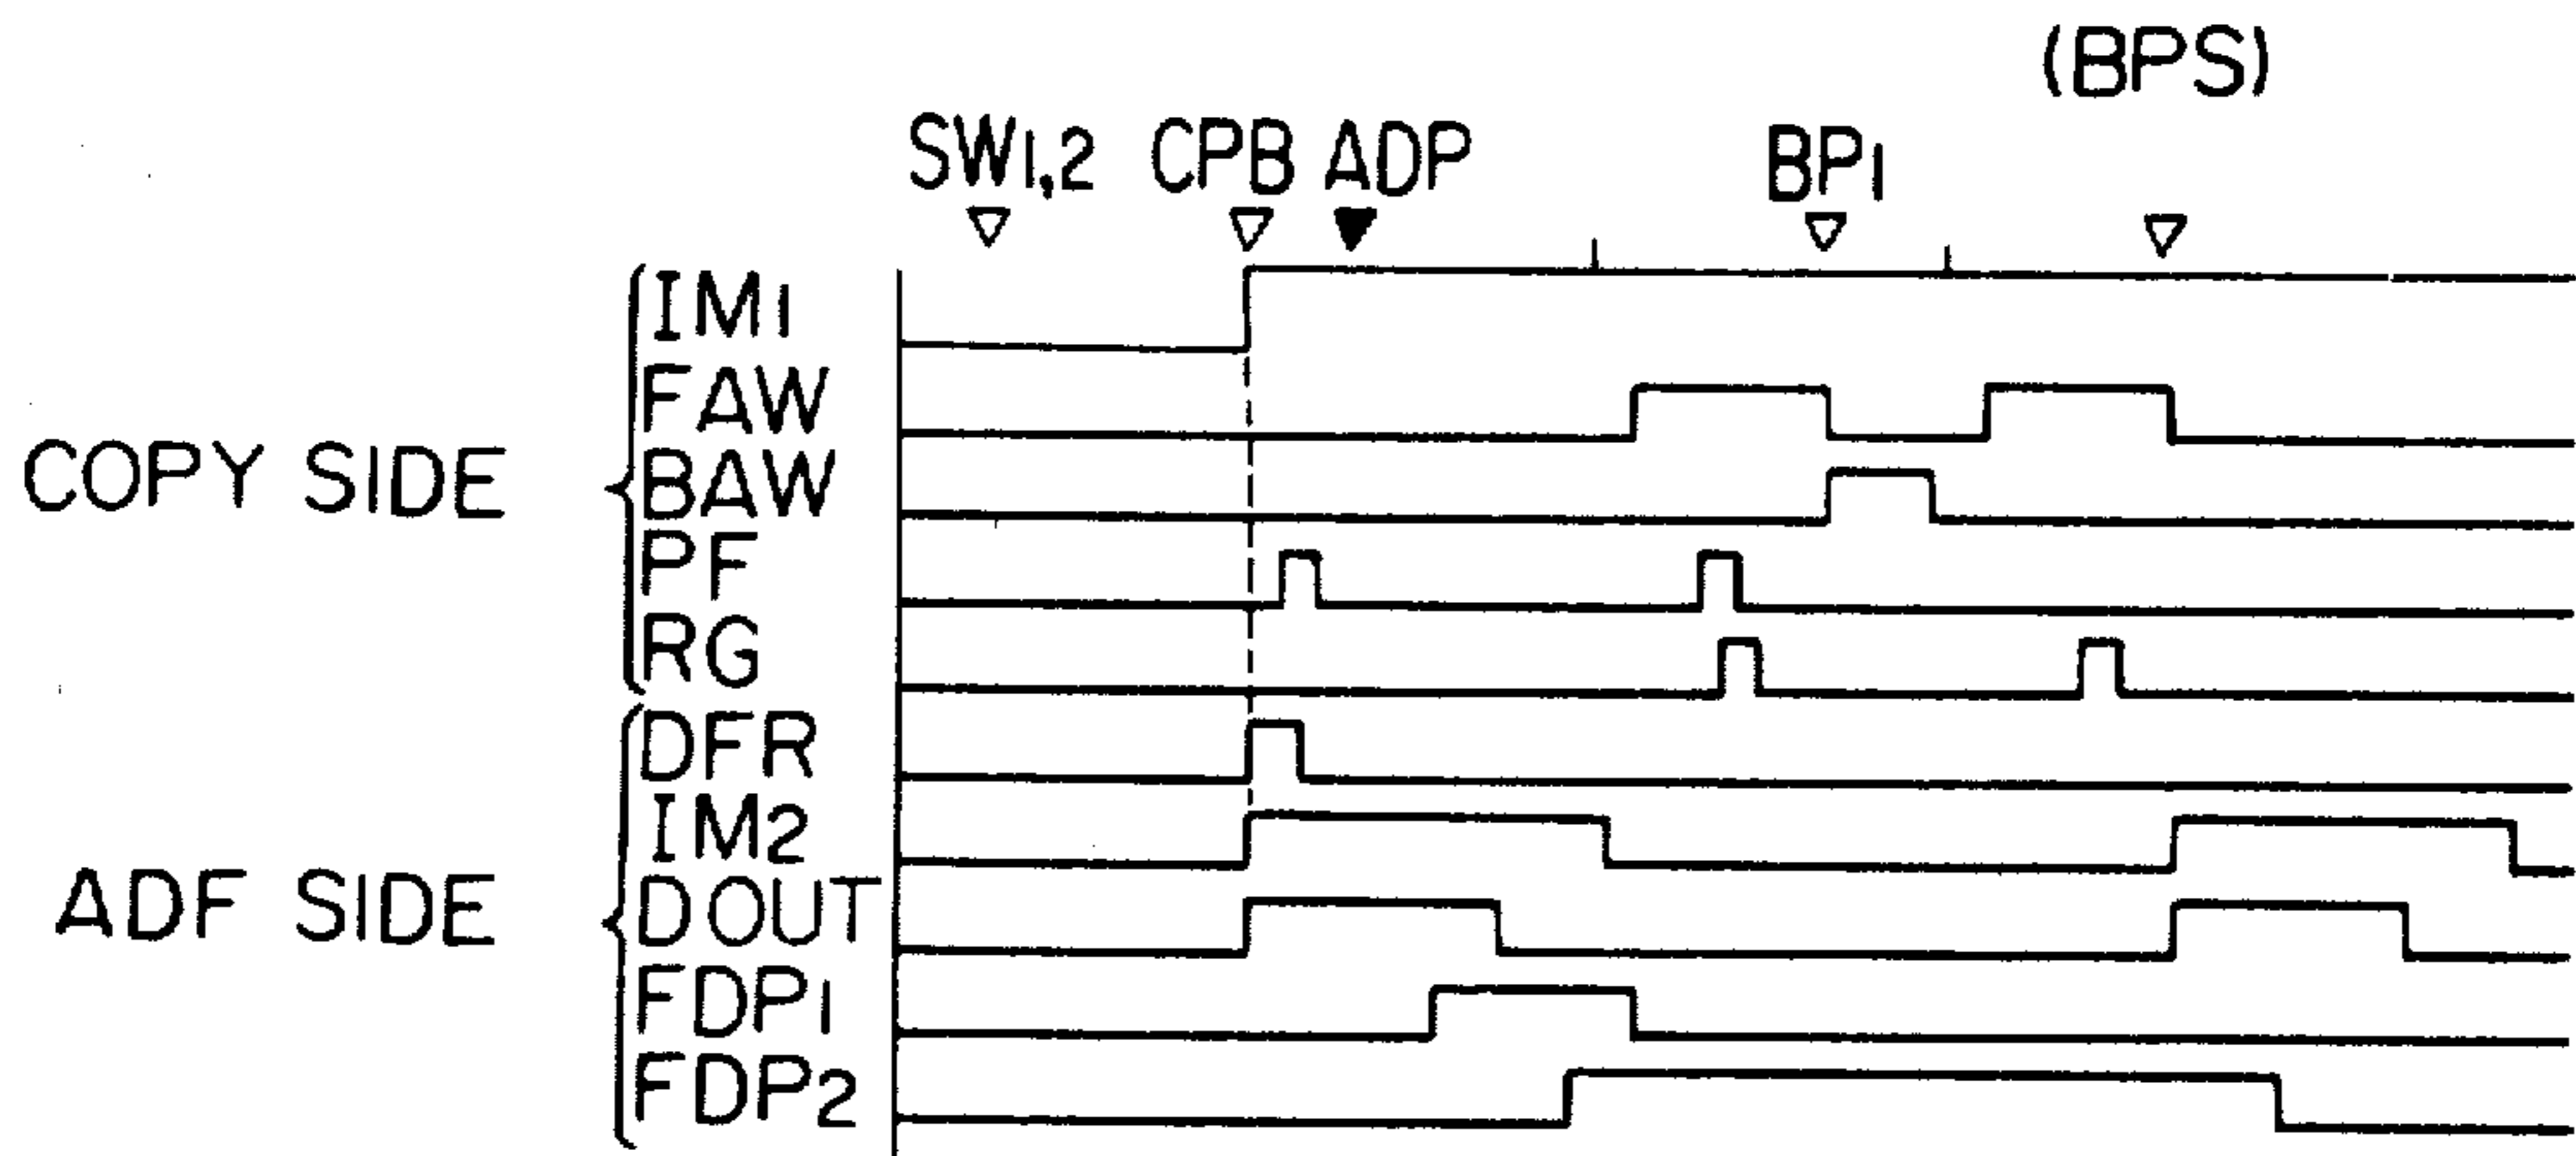 (BPS)
SW1,2 CPB ADP BP1
IM1
FAW
COPY SIDE
BAW
PF
RG
DFR
IM2
ADF SIDE
DOUT
FDP1
FDP2